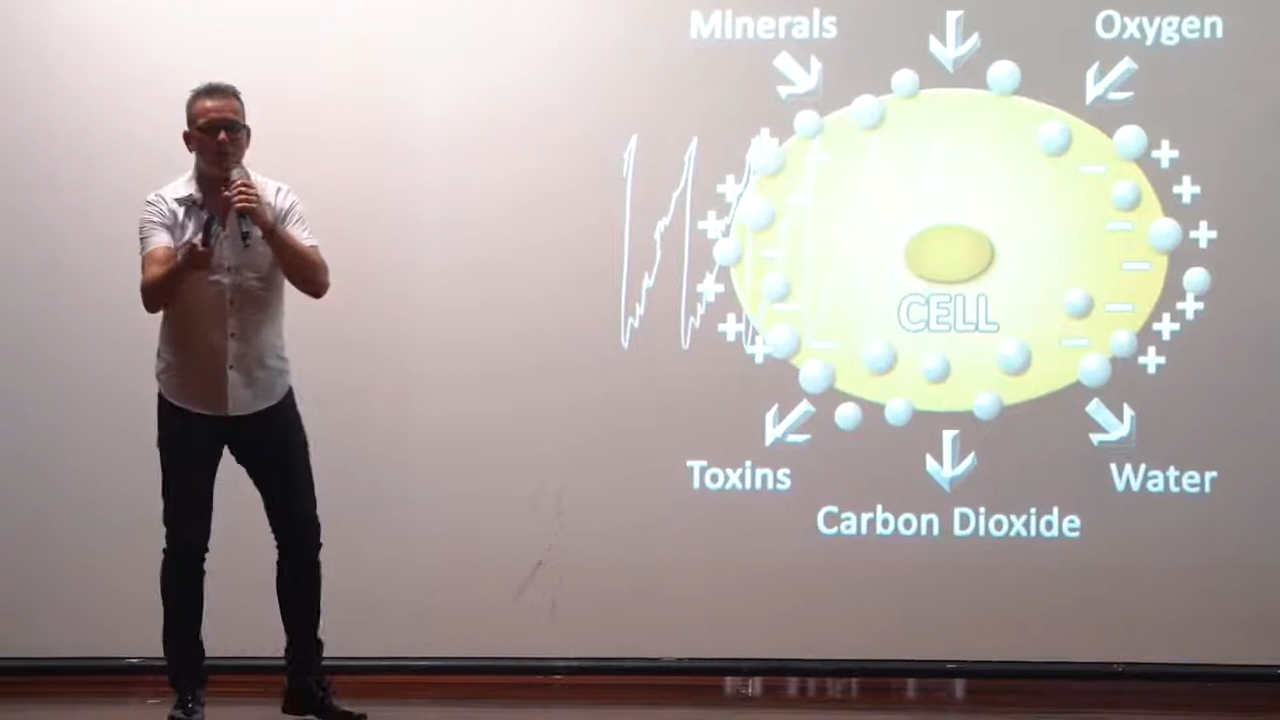 Minerals
Oxygen
CELL
Toxins
Water
Carbon Dioxide